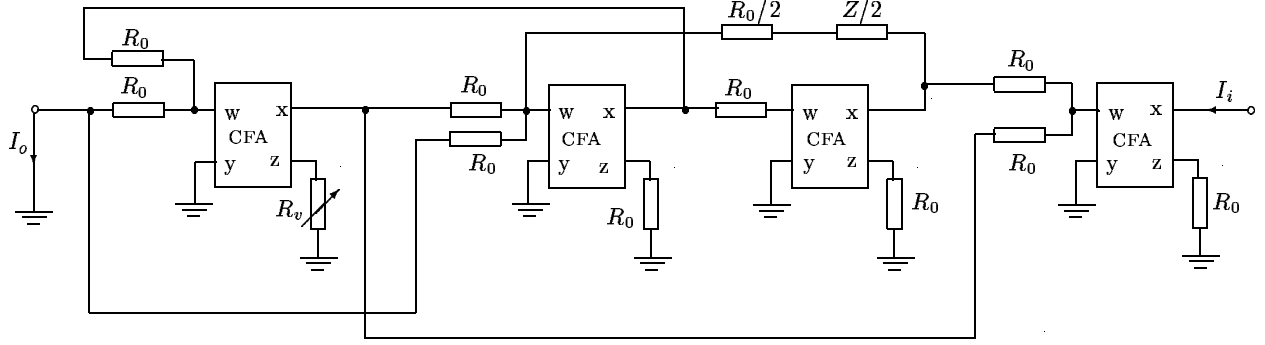 R₀/2 Z/2
R₀
R₀ R₀ R₀ R₀
w x w x w x w x Iᵢ
Iₒ CFA CFA CFA CFA
y z y z y z y z
R₀ R₀
Rᵥ R₀ R₀ R₀